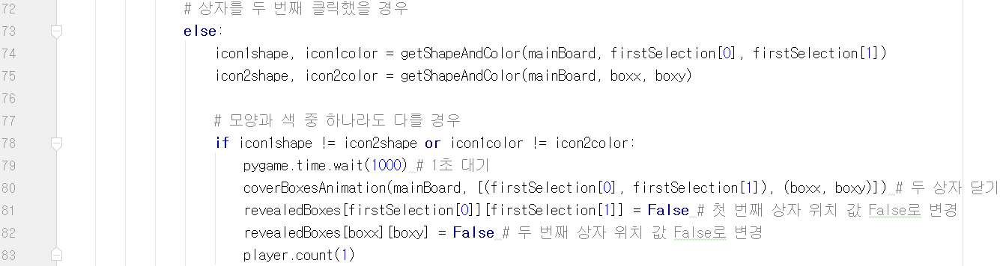 72 # 상자를 두 번째 클릭했을 경우
73 else:
74 icon1shape, icon1color = getShapeAndColor(mainBoard, firstSelection[0], firstSelection[1])
75 icon2shape, icon2color = getShapeAndColor(mainBoard, boxx, boxy)
76
77 # 모양과 색 중 하나라도 다를 경우
78 if icon1shape != icon2shape or icon1color != icon2color:
79 pygame.time.wait(1000) # 1초 대기
80 coverBoxesAnimation(mainBoard, [(firstSelection[0], firstSelection[1]), (boxx, boxy)]) # 두 상자 닫기
81 revealedBoxes[firstSelection[0]][firstSelection[1]] = False # 첫 번째 상자 위치 값 False로 변경
82 revealedBoxes[boxx][boxy] = False # 두 번째 상자 위치 값 False로 변경
83 player.count(1)